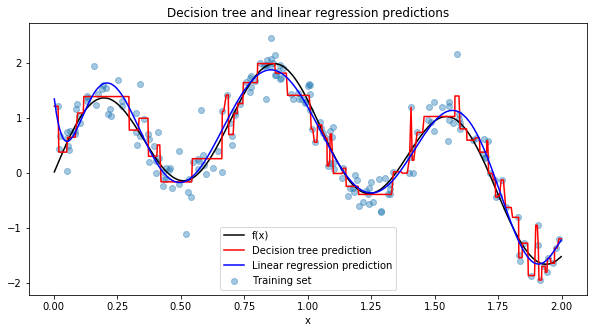 Decision tree and linear regression predictions
2
1
0
−1
−2
f(x)
Decision tree prediction
Linear regression prediction
Training set
0.00 0.25 0.50 0.75 1.00 1.25 1.50 1.75 2.00
x